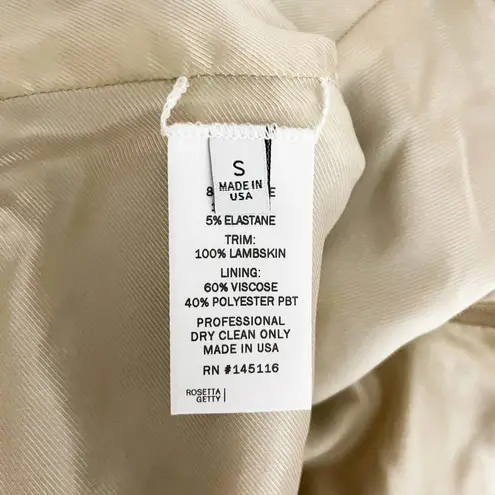 S
MADE IN
USA
5% ELASTANE
TRIM:
100% LAMBSKIN
LINING:
60% VISCOSE
40% POLYESTER PBT
PROFESSIONAL
DRY CLEAN ONLY
MADE IN USA
RN #145116
ROSETTA
GETTY